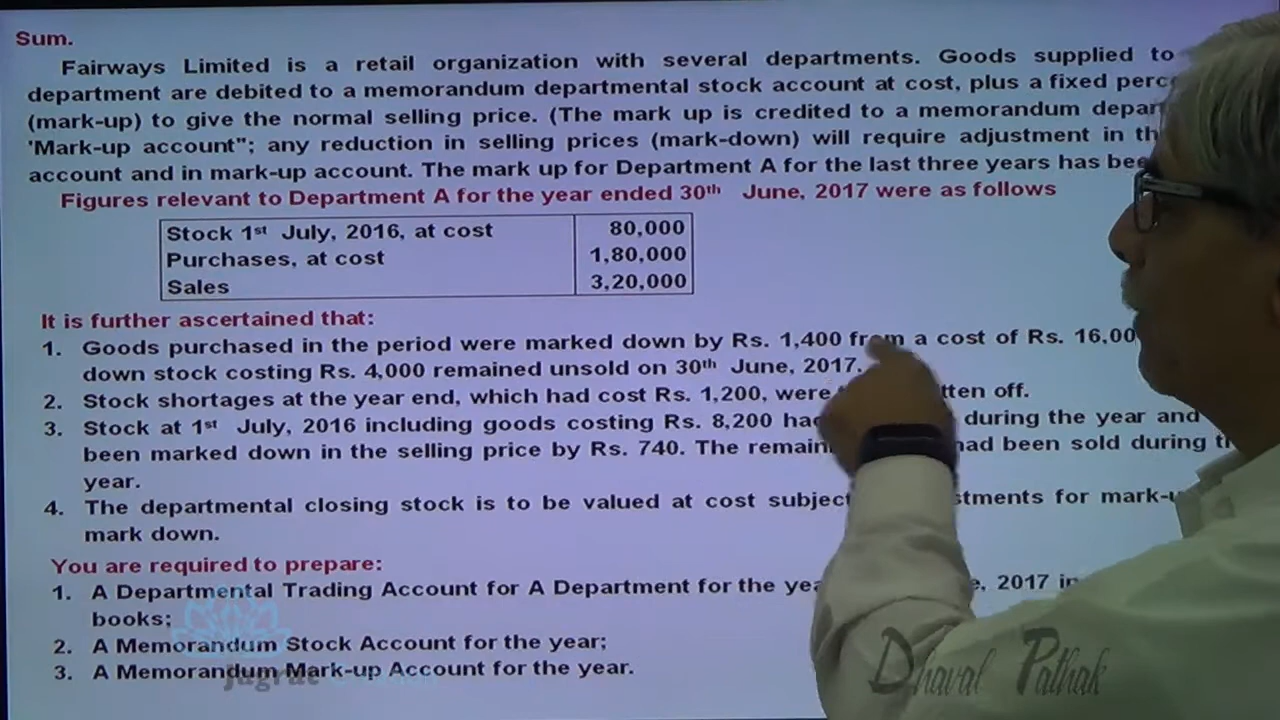 Sum.
Fairways Limited is a retail organization with several departments. Goods supplied to
department are debited to a memorandum departmental stock account at cost, plus a fixed perc
(mark-up) to give the normal selling price. (The mark up is credited to a memorandum depar
'Mark-up account"; any reduction in selling prices (mark-down) will require adjustment in th
account and in mark-up account. The mark up for Department A for the last three years has bee
Figures relevant to Department A for the year ended 30th June, 2017 were as follows
Stock 1st July, 2016, at cost 80,000
Purchases, at cost 1,80,000
Sales 3,20,000
It is further ascertained that:
1. Goods purchased in the period were marked down by Rs. 1,400 from a cost of Rs. 16,00
down stock costing Rs. 4,000 remained unsold on 30th June, 2017.
2. Stock shortages at the year end, which had cost Rs. 1,200, were tten off.
3. Stock at 1st July, 2016 including goods costing Rs. 8,200 had during the year and
been marked down in the selling price by Rs. 740. The remain had been sold during th
year.
4. The departmental closing stock is to be valued at cost subject stments for mark-u
mark down.
You are required to prepare:
1. A Departmental Trading Account for A Department for the yea , 2017 in
books;
2. A Memorandum Stock Account for the year;
3. A Memorandum Mark-up Account for the year.
Jugraf
Dhaval Pathak